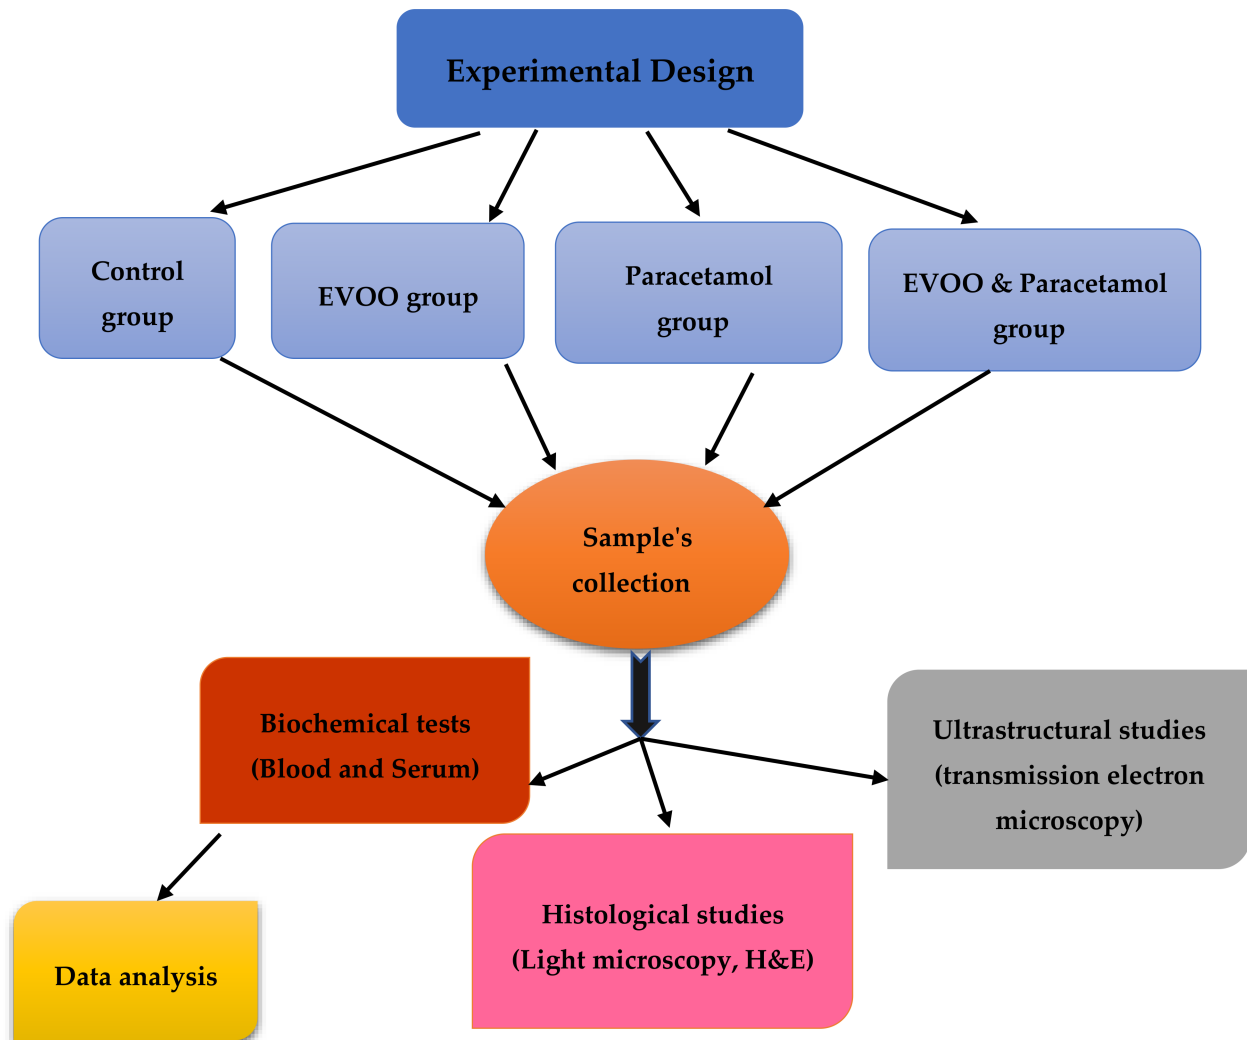 Experimental Design
Control
group
EVOO group
Paracetamol
group
EVOO & Paracetamol
group
Sample's
collection
Biochemical tests
(Blood and Serum)
Ultrastructural studies
(transmission electron
microscopy)
Histological studies
(Light microscopy, H&E)
Data analysis